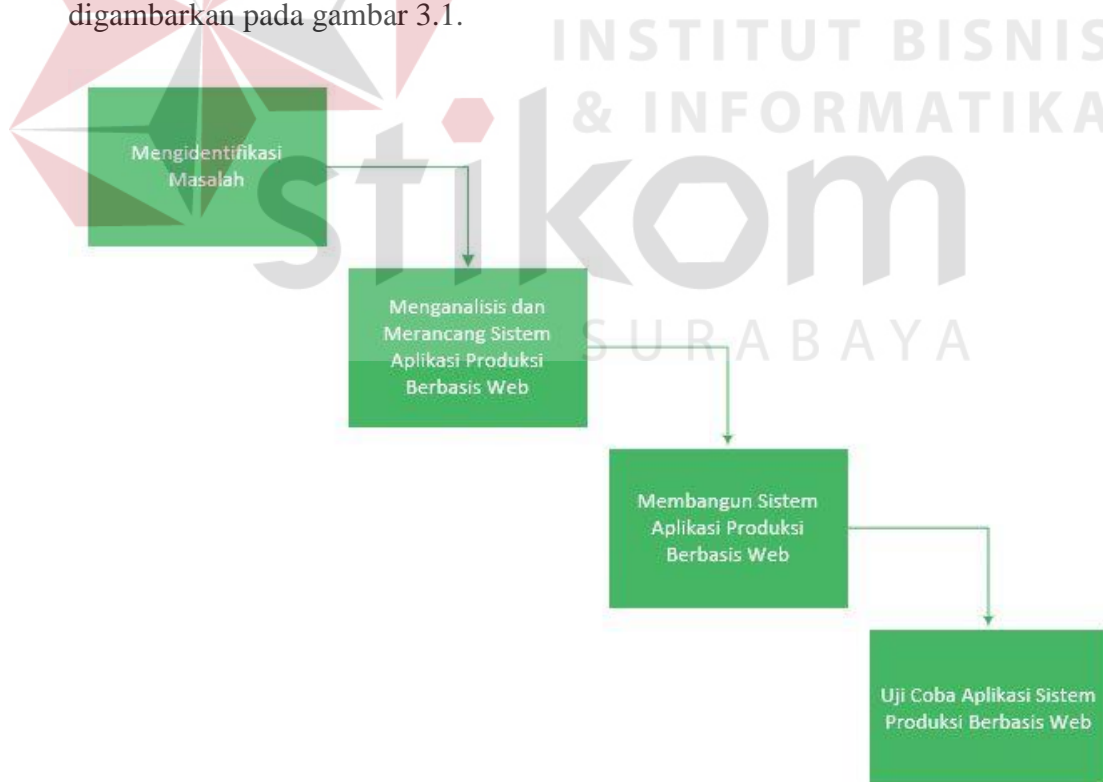 digambarkan pada gambar 3.1.
INSTITUT BISNIS
& INFORMATIKA
stikom
SURABAYA
Mengidentifikasi
Masalah
Menganalisis dan
Merancang Sistem
Aplikasi Produksi
Berbasis Web
Membangun Sistem
Aplikasi Produksi
Berbasis Web
Uji Coba Aplikasi Sistem
Produksi Berbasis Web